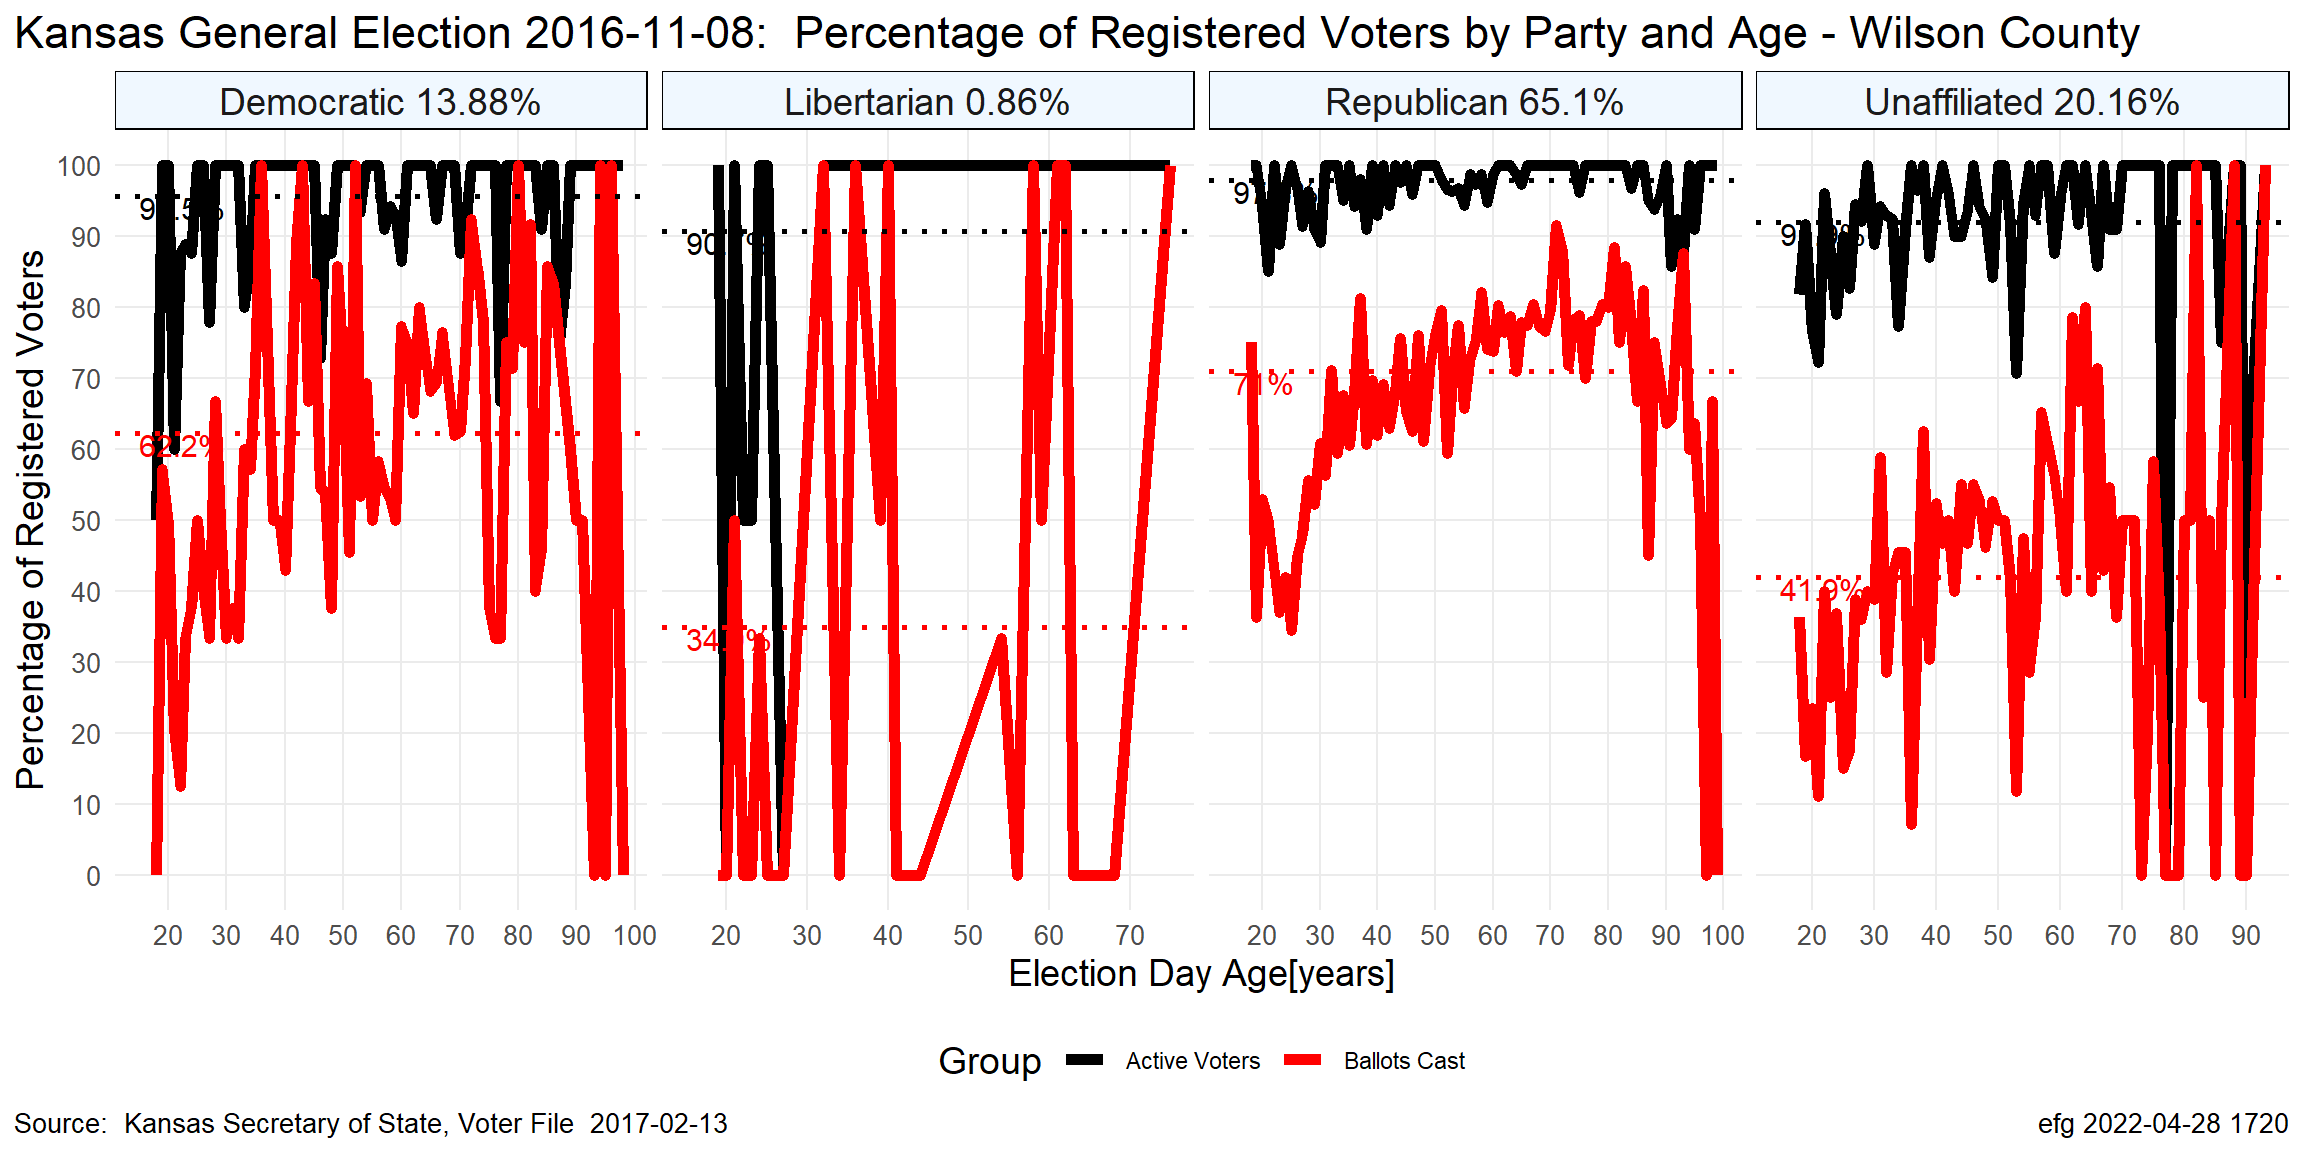 Kansas General Election 2016-11-08:  Percentage of Registered Voters by Party and Age - Wilson County
Democratic 13.88%
Libertarian 0.86%
Republican 65.1%
Unaffiliated 20.16%
Percentage of Registered Voters
100
90
80
70
60
50
40
30
20
10
0
62.2%
71%
41.9%
20 30 40 50 60 70 80 90 100
20 30 40 50 60 70
20 30 40 50 60 70 80 90 100
20 30 40 50 60 70 80 90
Election Day Age[years]
Group Active Voters Ballots Cast
Source:  Kansas Secretary of State, Voter File  2017-02-13
efg 2022-04-28 1720